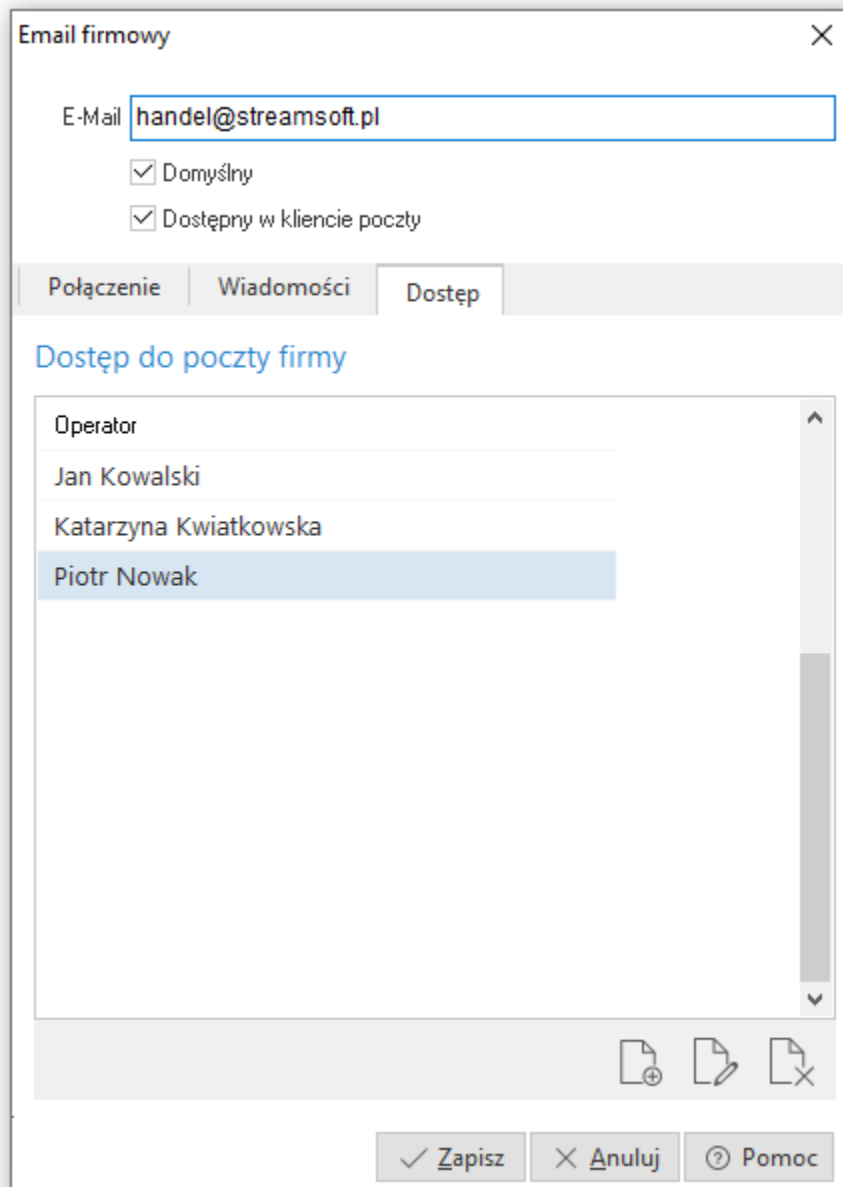 Email firmowy
E-Mail handel@streamsoft.pl
Domyślny
Dostępny w kliencie poczty
Połączenie Wiadomości Dostęp
Dostęp do poczty firmy
Operator
Jan Kowalski
Katarzyna Kwiatkowska
Piotr Nowak
Zapisz Anuluj Pomoc